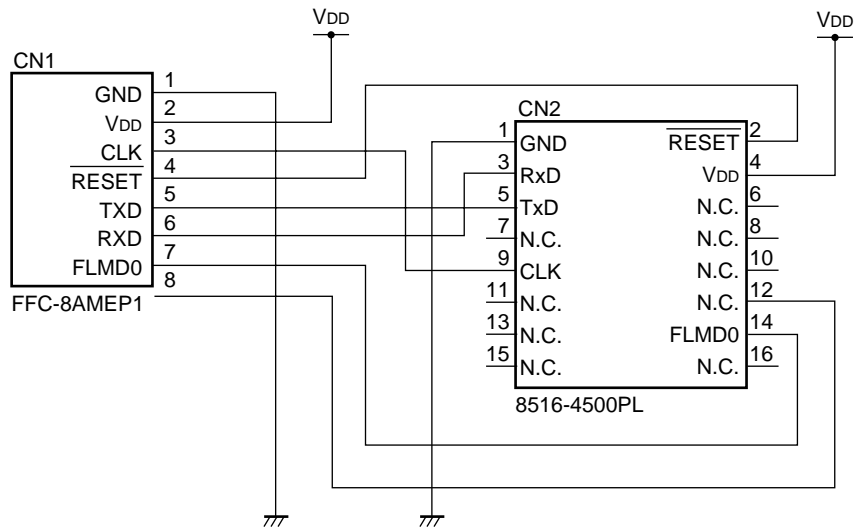 VDD
VDD
CN1
1
GND
2
VDD
3
CLK
4
RESET
5
TXD
6
RXD
7
FLMD0
8
FFC-8AMEP1
CN2
1
GND
3
RxD
5
TxD
7
N.C.
9
CLK
11
N.C.
13
N.C.
15
N.C.
RESET
2
VDD
4
N.C.
6
N.C.
8
N.C.
10
N.C.
12
FLMD0
14
N.C.
16
8516-4500PL